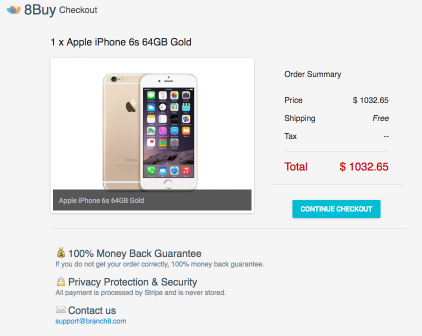 8Buy Checkout
1 x Apple iPhone 6s 64GB Gold
Apple iPhone 6s 64GB Gold
Order Summary
Price $ 1032.65
Shipping Free
Tax --
Total $ 1032.65
CONTINUE CHECKOUT
100% Money Back Guarantee
If you do not get your order correctly, 100% money back guarantee.
Privacy Protection & Security
All payment is processed by Stripe and is never stored.
Contact us
support@branch8.com